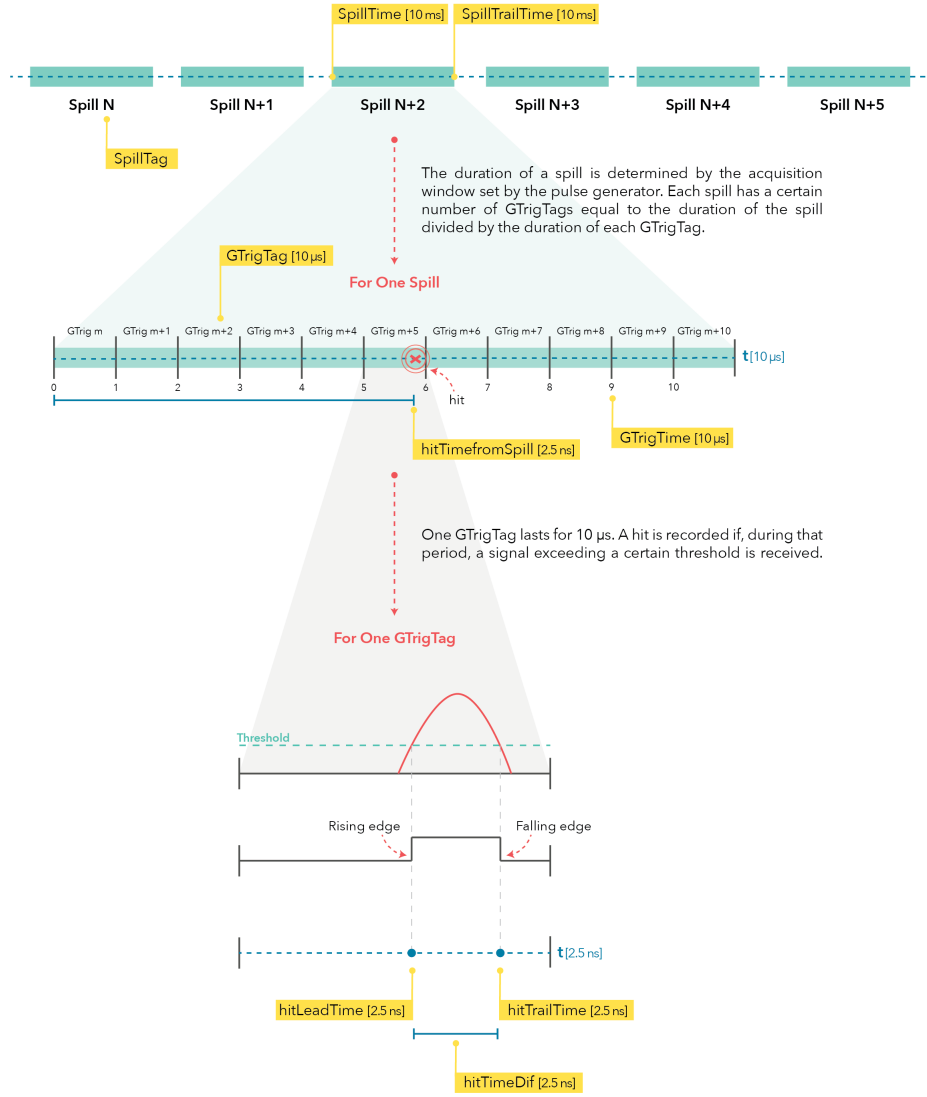 SpillTime [10 ms]
SpillTrailTime [10 ms]
Spill N
Spill N+1
Spill N+2
Spill N+3
Spill N+4
Spill N+5
SpillTag
The duration of a spill is determined by the acquisition
window set by the pulse generator. Each spill has a certain
number of GTrigTags equal to the duration of the spill
divided by the duration of each GTrigTag.
GTrigTag [10 µs]
For One Spill
GTrig m
GTrig m+1
GTrig m+2
GTrig m+3
GTrig m+4
GTrig m+5
GTrig m+6
GTrig m+7
GTrig m+8
GTrig m+9
GTrig m+10
t [10 µs]
0
1
2
3
4
5
6
7
8
9
10
hit
hitTimefromSpill [2.5 ns]
GTrigTime [10 µs]
One GTrigTag lasts for 10 µs. A hit is recorded if, during that
period, a signal exceeding a certain threshold is received.
For One GTrigTag
Threshold
Rising edge
Falling edge
t [2.5 ns]
hitLeadTime [2.5 ns]
hitTrailTime [2.5 ns]
hitTimeDif [2.5 ns]